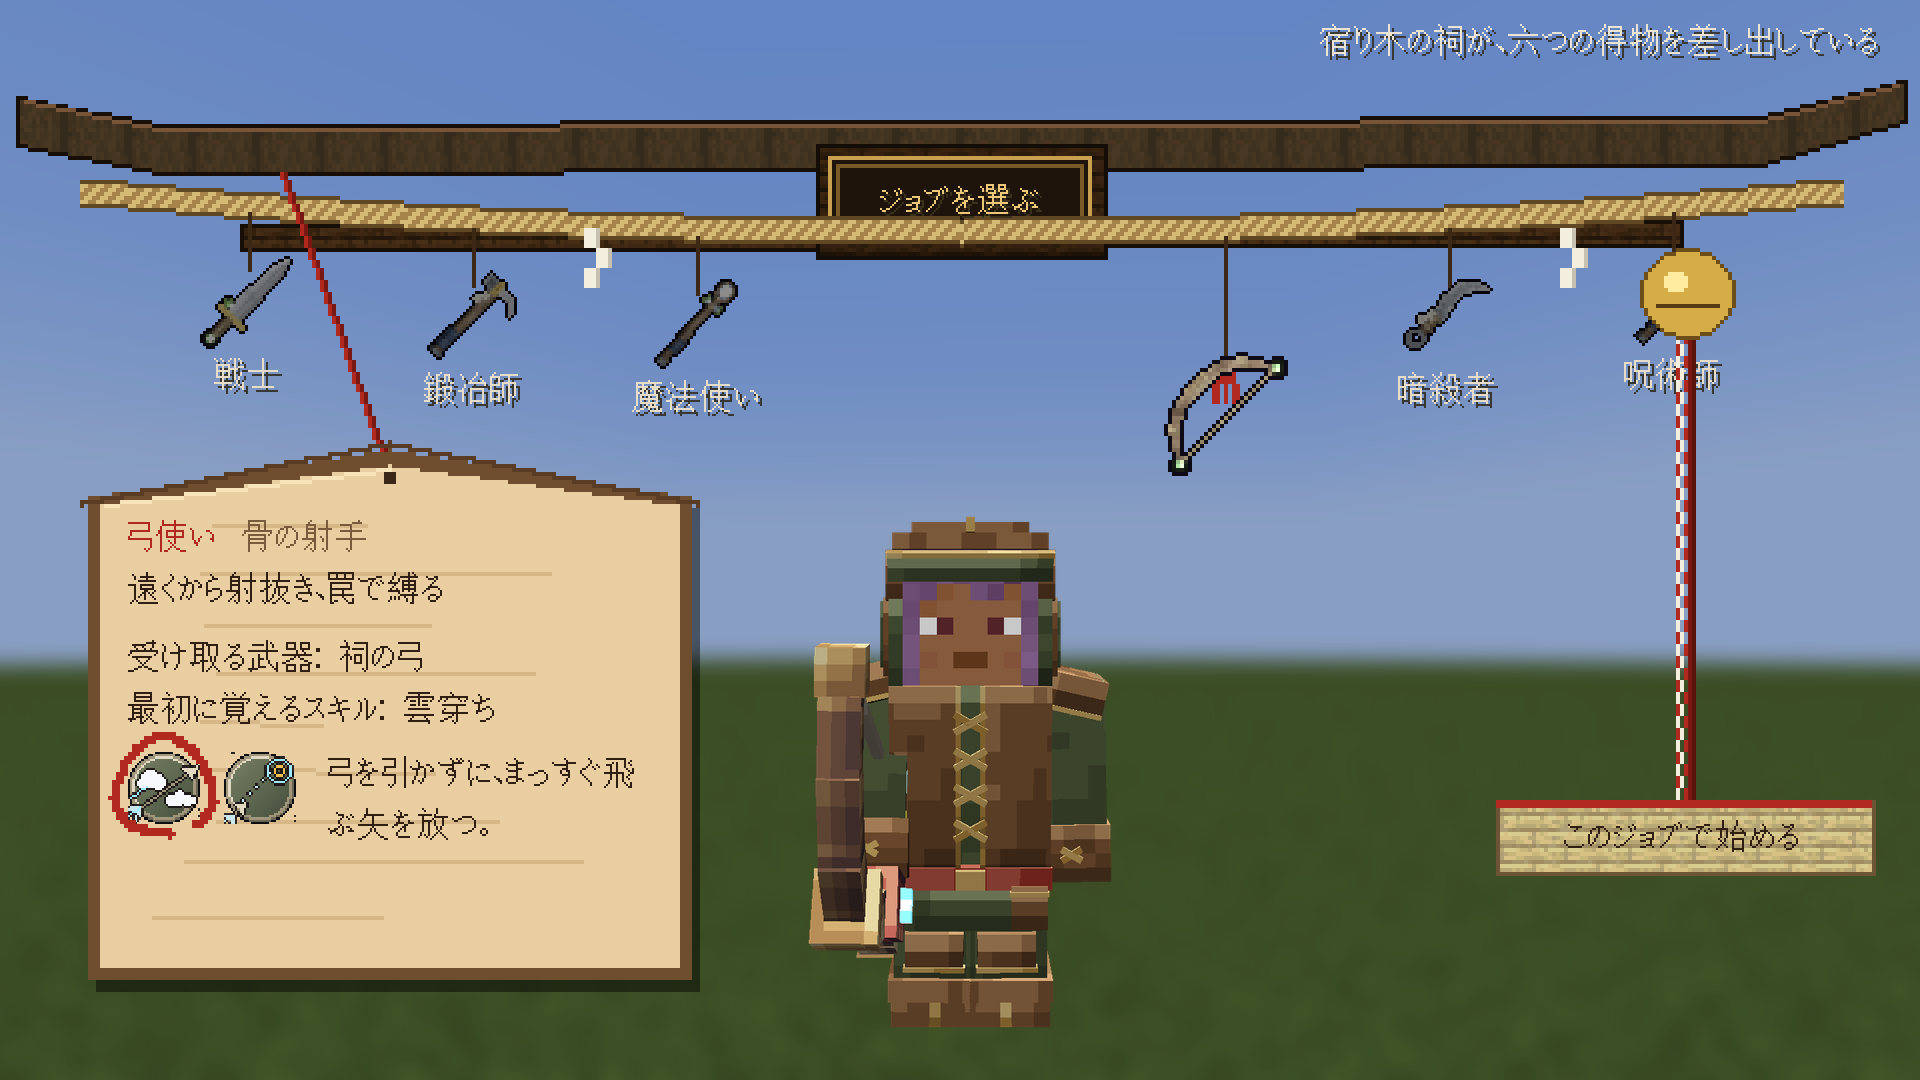 宿り木の祠が、六つの得物を差し出している
ジョブを選ぶ
戦士
鍛冶師
魔法使い
暗殺者
呪術師
弓使い 骨の射手
遠くから射抜き、罠で縛る
受け取る武器: 祠の弓
最初に覚えるスキル: 雲穿ち
弓を引かずに、まっすぐ飛
ぶ矢を放つ。
このジョブで始める